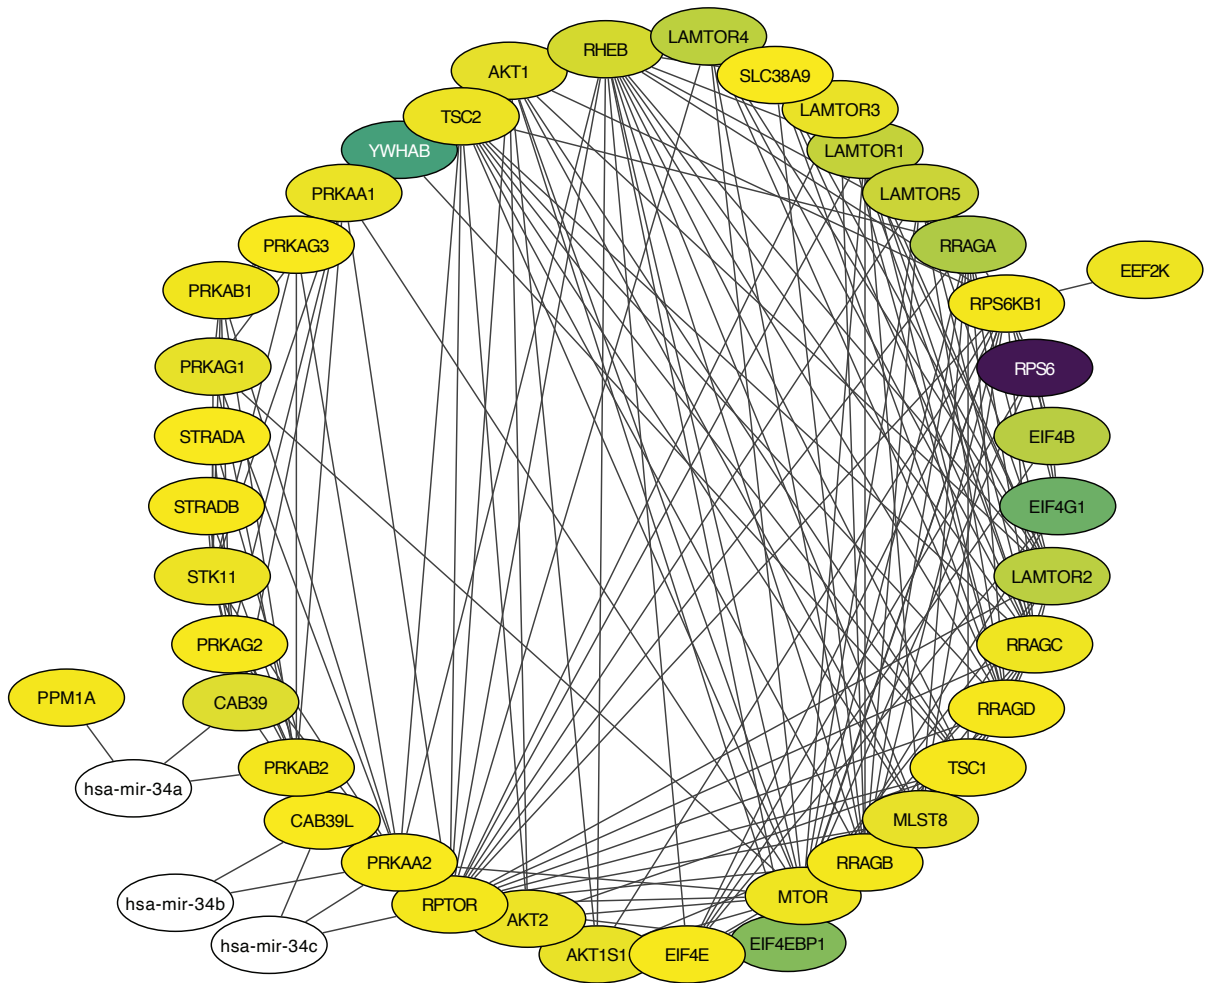 LAMTOR4
RHEB
AKT1
SLC38A9
LAMTOR3
TSC2
YWHAB
LAMTOR1
PRKAA1
LAMTOR5
PRKAG3
RRAGA
EEF2K
PRKAB1
RPS6KB1
PRKAG1
RPS6
STRADA
EIF4B
STRADB
EIF4G1
STK11
LAMTOR2
PRKAG2
RRAGC
PPM1A
CAB39
RRAGD
PRKAB2
TSC1
hsa-mir-34a
CAB39L
MLST8
PRKAA2
RRAGB
hsa-mir-34b
RPTOR
MTOR
AKT2
hsa-mir-34c
EIF4EBP1
AKT1S1
EIF4E